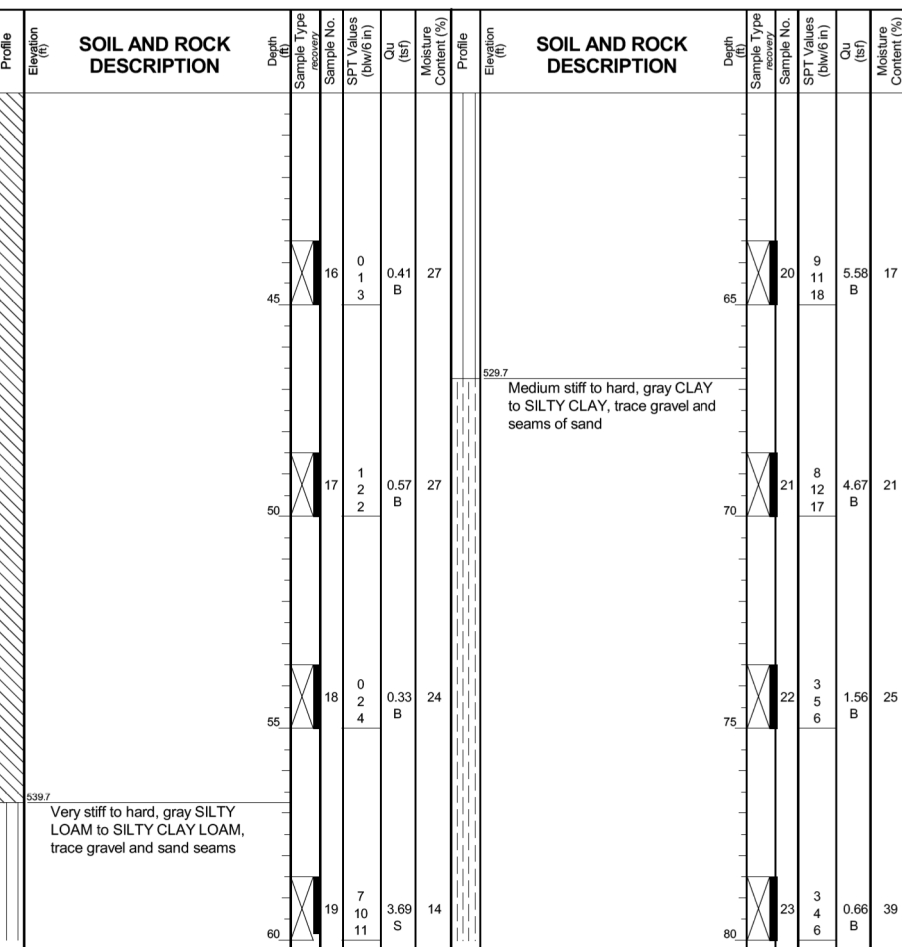 Profile
Elevation
(ft)
SOIL AND ROCK
DESCRIPTION
Depth
(ft)
Sample Type
recovery
Sample No.
SPT Values
(blw/6 in)
Qu
(tsf)
Moisture
Content (%)
16
0
1
3
0.41
B
27
45
17
1
2
2
0.57
B
27
50
18
0
2
4
0.33
B
24
55
539.7
Very stiff to hard, gray SILTY
LOAM to SILTY CLAY LOAM,
trace gravel and sand seams
19
7
10
11
3.69
S
14
60
Profile
Elevation
(ft)
SOIL AND ROCK
DESCRIPTION
Depth
(ft)
Sample Type
recovery
Sample No.
SPT Values
(blw/6 in)
Qu
(tsf)
Moisture
Content (%)
20
9
11
18
5.58
B
17
65
529.7
Medium stiff to hard, gray CLAY
to SILTY CLAY, trace gravel and
seams of sand
21
8
12
17
4.67
B
21
70
22
3
5
6
1.56
B
25
75
23
3
4
6
0.66
B
39
80